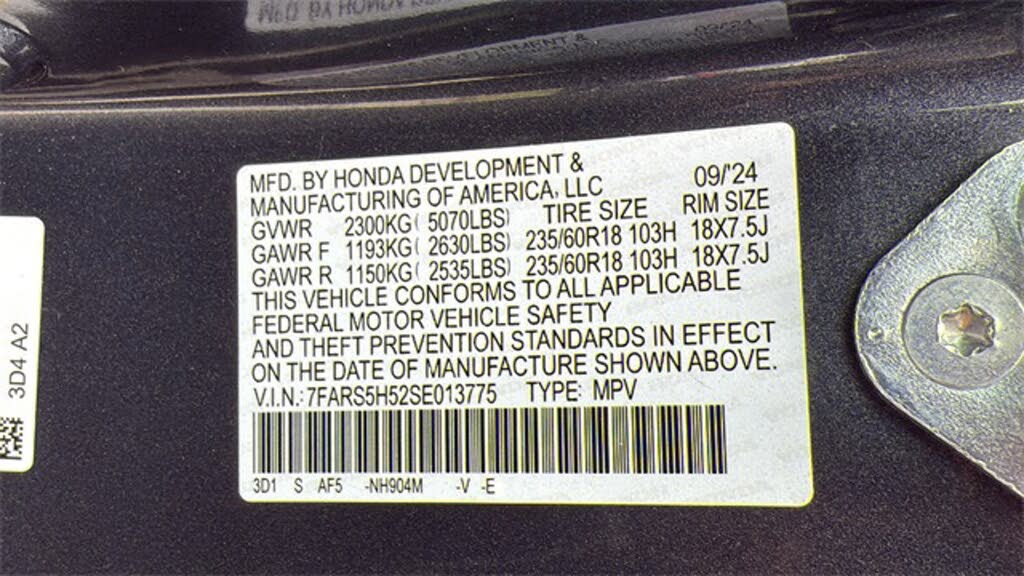 MFD. BY HONDA DEVELOPMENT &
MANUFACTURING OF AMERICA, LLC 09/'24
GVWR 2300KG( 5070LBS) TIRE SIZE RIM SIZE
GAWR F 1193KG( 2630LBS) 235/60R18 103H 18X7.5J
GAWR R 1150KG( 2535LBS) 235/60R18 103H 18X7.5J
THIS VEHICLE CONFORMS TO ALL APPLICABLE
FEDERAL MOTOR VEHICLE SAFETY
AND THEFT PREVENTION STANDARDS IN EFFECT
ON THE DATE OF MANUFACTURE SHOWN ABOVE.
V.I.N.:7FARS5H52SE013775 TYPE: MPV
3D1 S AF5 -NH904M -V -E
3D4 A2